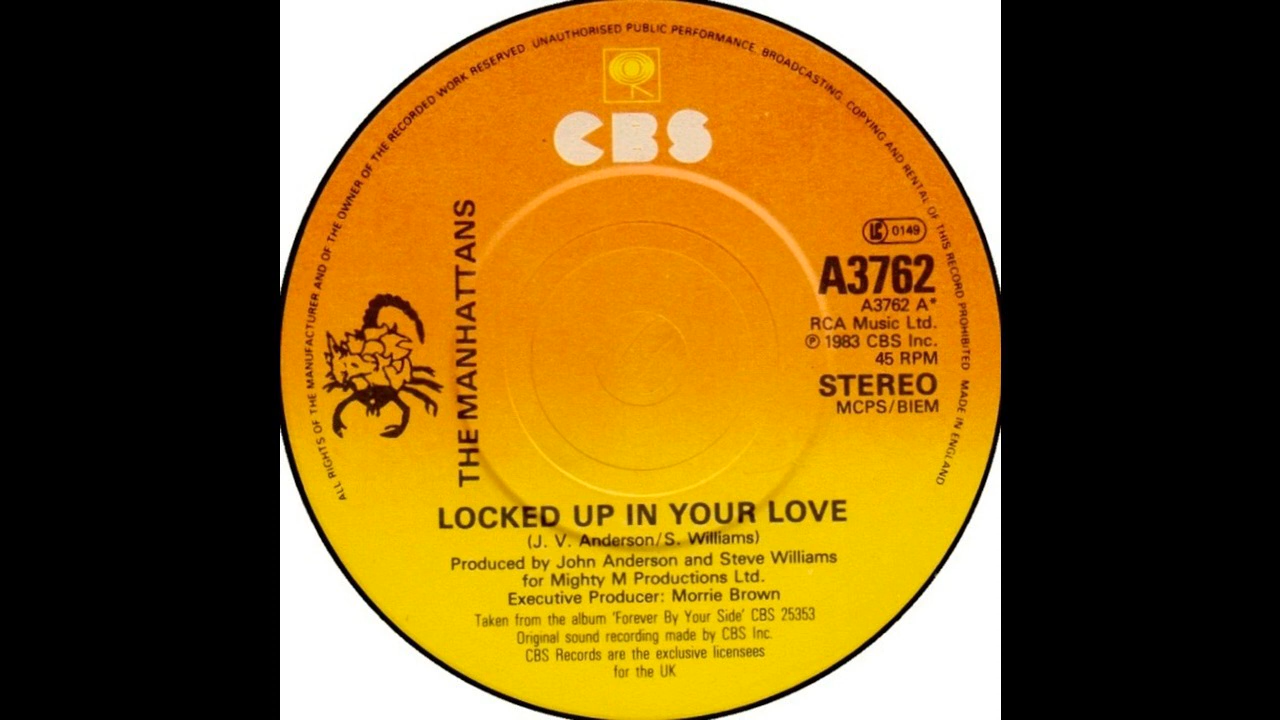 ALL RIGHTS OF THE MANUFACTURER AND OF THE OWNER OF THE RECORDED WORK RESERVED. UNAUTHORISED PUBLIC PERFORMANCE, BROADCASTING, COPYING AND RENTAL OF THIS RECORD PROHIBITED. MADE IN ENGLAND
CBS
THE MANHATTANS
LC 0149
A3762
A3762 A*
RCA Music Ltd.
℗ 1983 CBS Inc.
45 RPM
STEREO
MCPS/BIEM
LOCKED UP IN YOUR LOVE
(J. V. Anderson/S. Williams)
Produced by John Anderson and Steve Williams
for Mighty M Productions Ltd.
Executive Producer: Morrie Brown
Taken from the album 'Forever By Your Side' CBS 25353
Original sound recording made by CBS Inc.
CBS Records are the exclusive licensees
for the UK